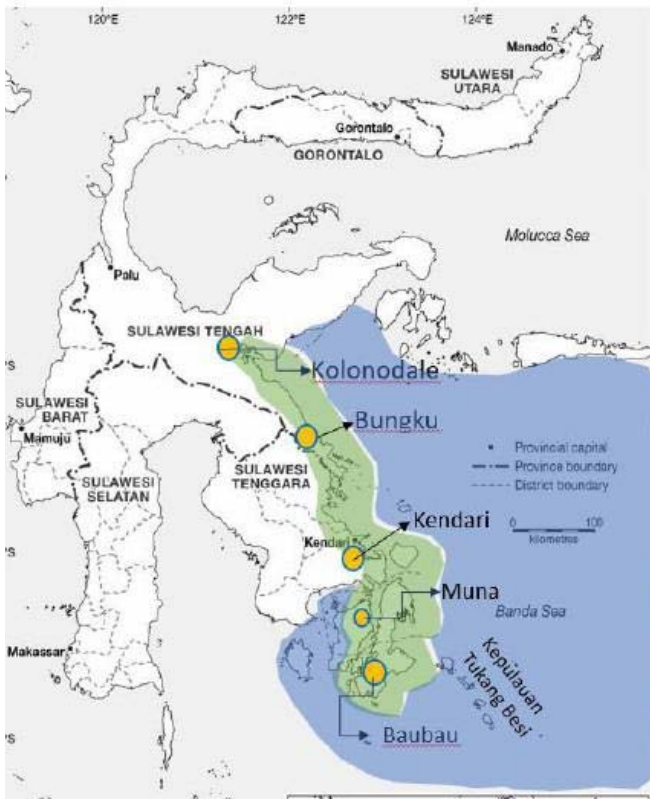 120°E
122°E
124°E
Manado
SULAWESI
UTARA
Gorontalo
GORONTALO
Molucca Sea
Palu
SULAWESI TENGAH
Kolonodale
°S
SULAWESI
BARAT
Mamuju
Bungku
SULAWESI
SELATAN
SULAWESI
TENGGARA
Provincial capital
Province boundary
District boundary
0
100
kilometres
Kendari
Kendari
°S
Muna
Banda Sea
Makassar
Kepulauan
Tukang Besi
Baubau
°S